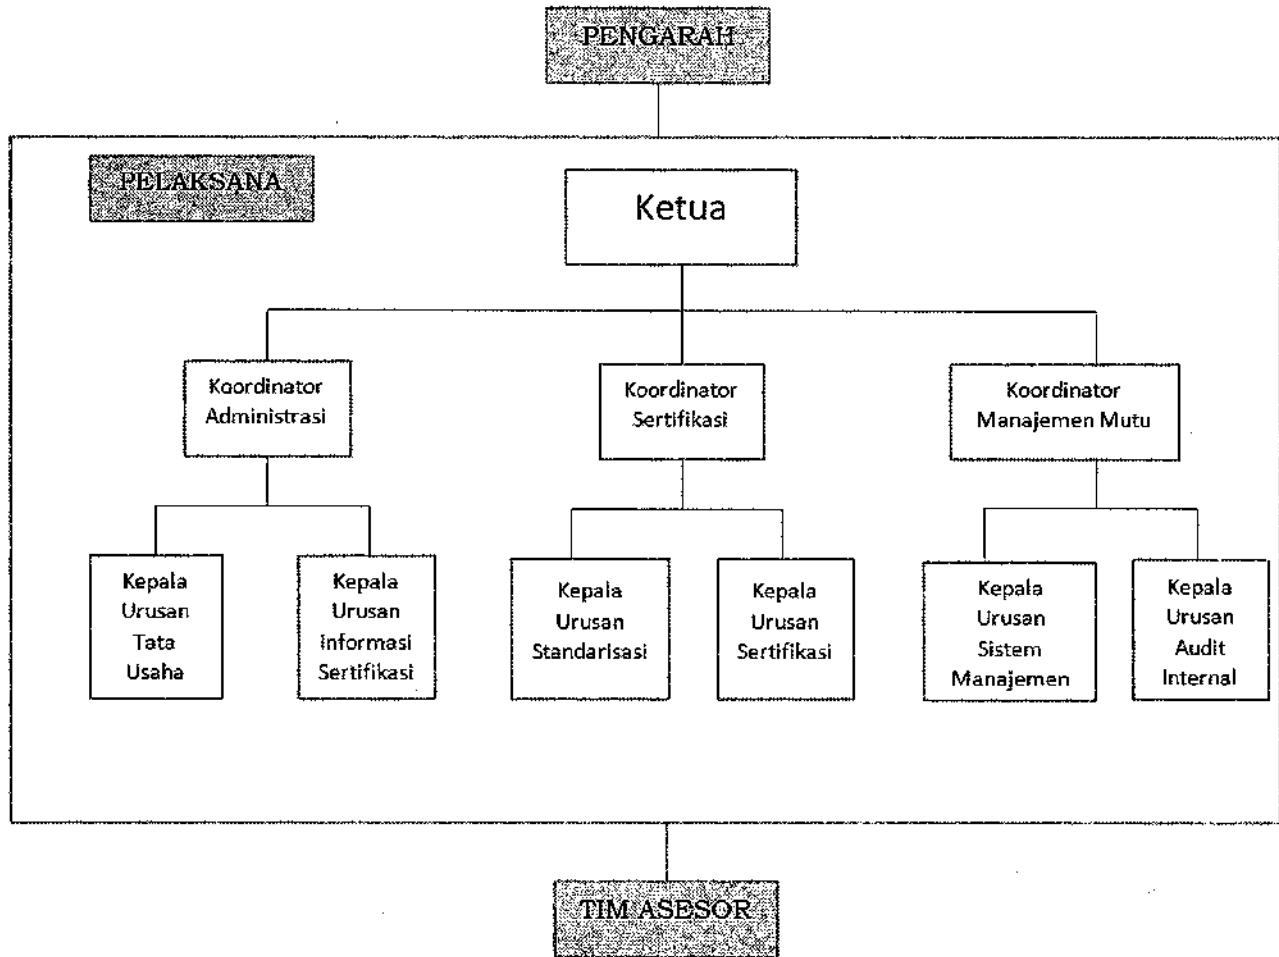 PENGARAH
PELAKSANA
Ketua
Koordinator
Administrasi
Koordinator
Sertifikasi
Koordinator
Manajemen Mutu
Kepala
Urusan
Tata
Usaha
Kepala
Urusan
Informasi
Sertifikasi
Kepala
Urusan
Standarisasi
Kepala
Urusan
Sertifikasi
Kepala
Urusan
Sistem
Manajemen
Kepala
Urusan
Audit
Internal
TIM ASESOR